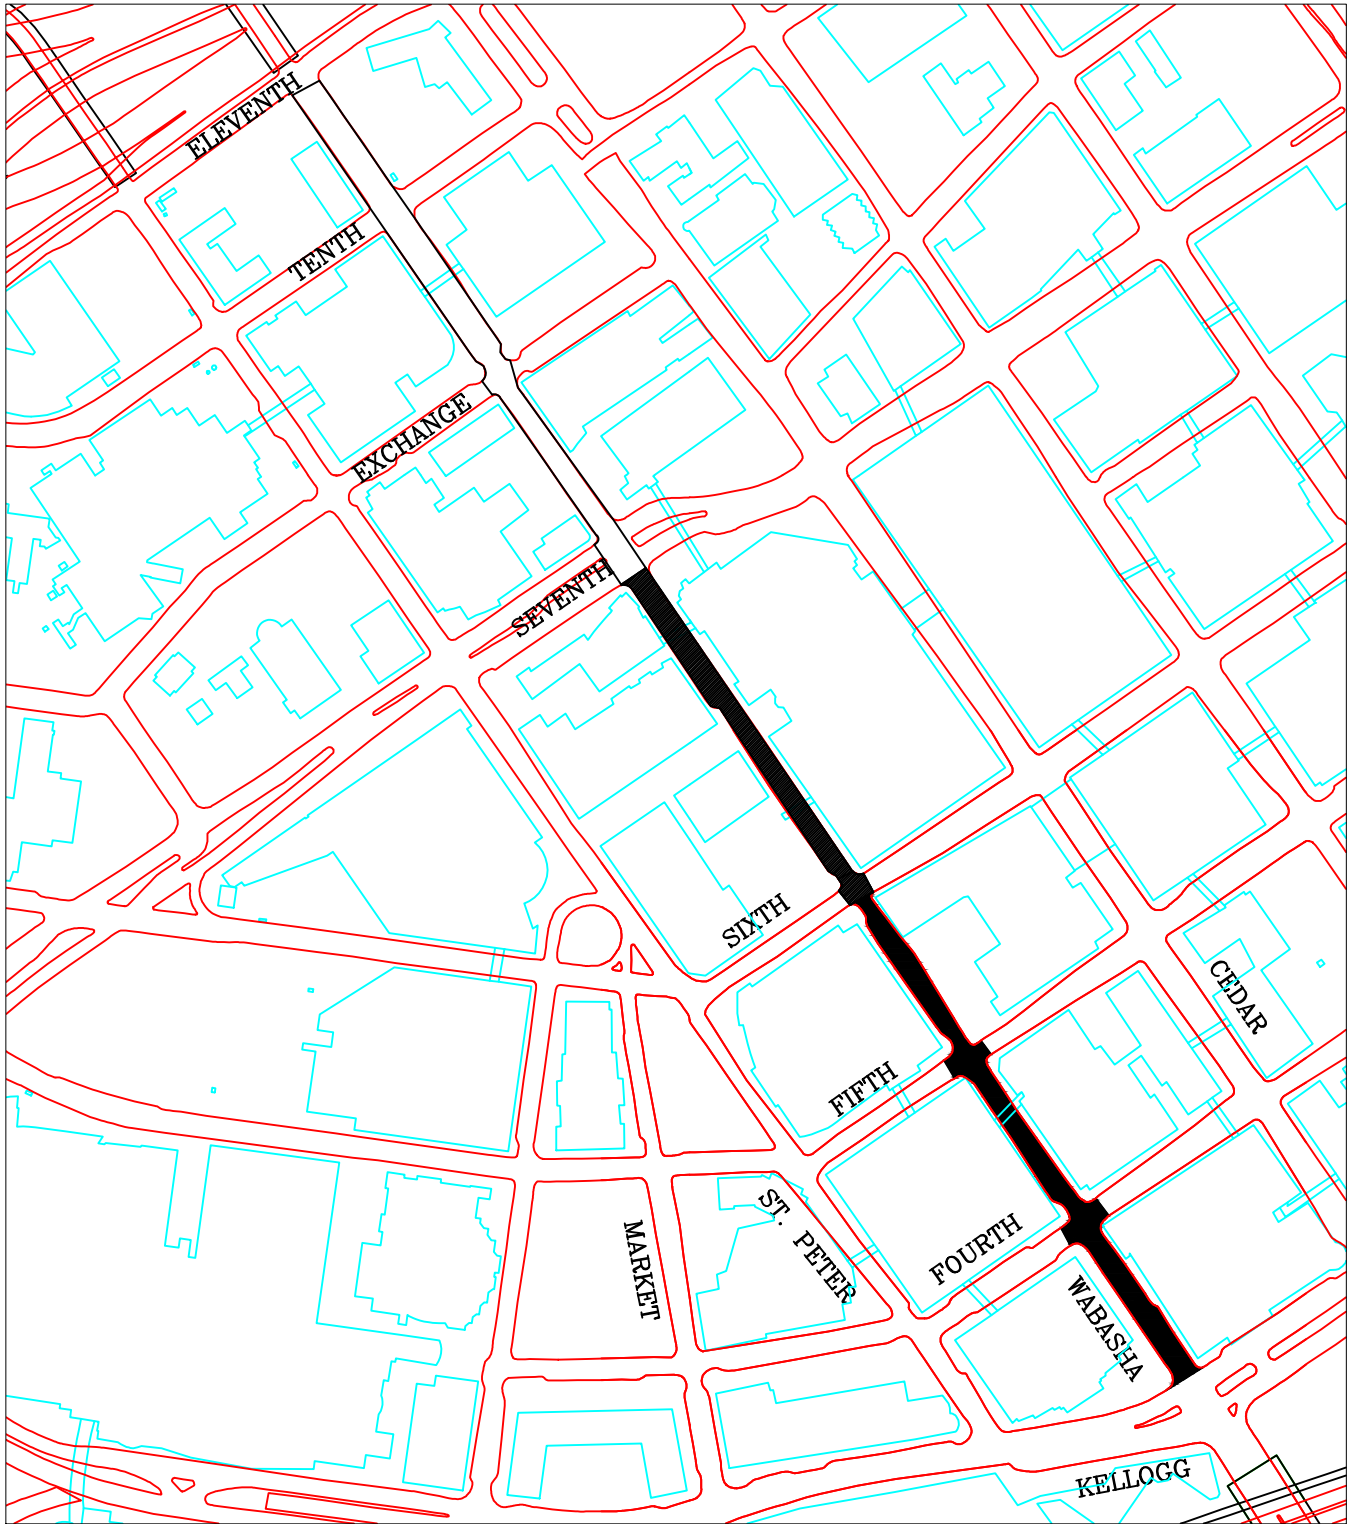 ELEVENTH
TENTH
EXCHANGE
SEVENTH
SIXTH
CEDAR
FIFTH
ST. PETER
FOURTH
MARKET
WABASHA
KELLOGG